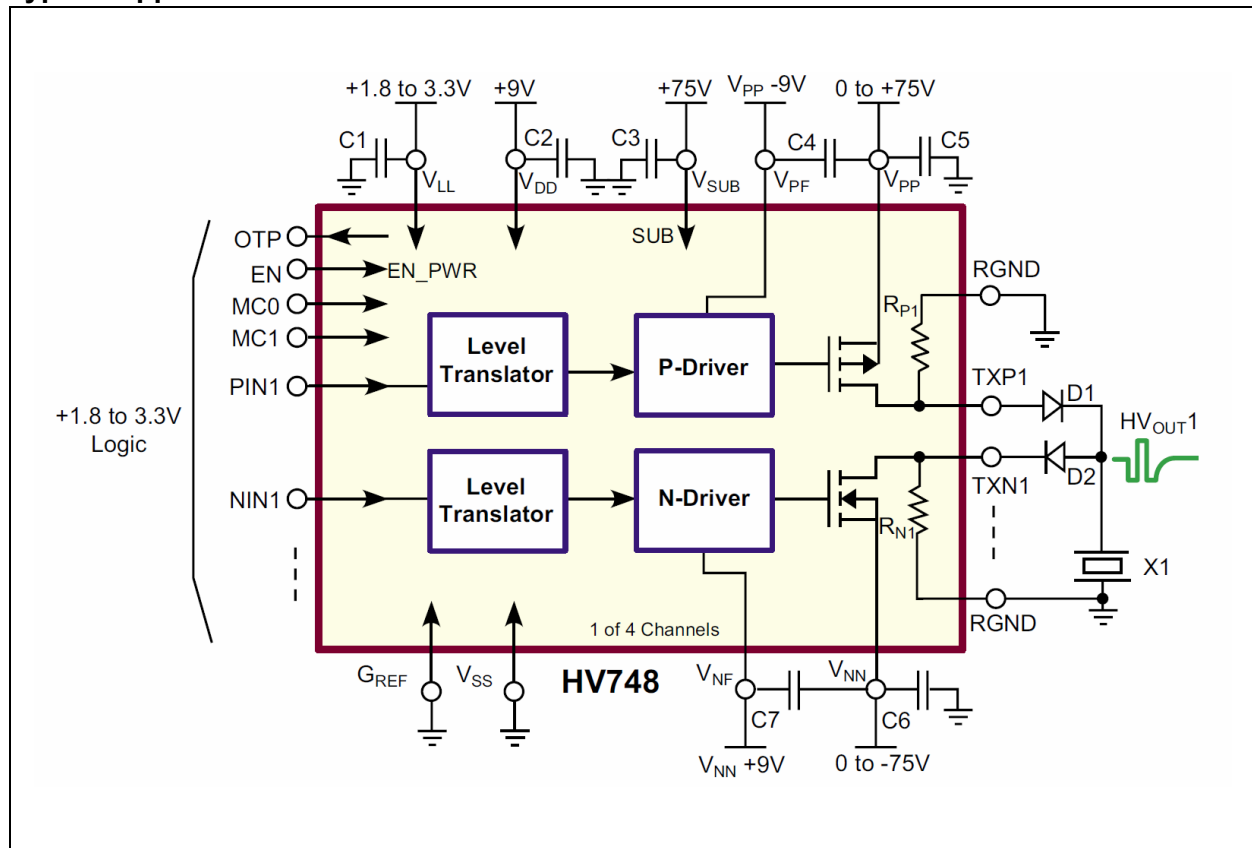 +1.8 to 3.3V
+9V
+75V
VPP -9V
0 to +75V
C1
C2
C3
C4
C5
VLL
VDD
VSUB
VPF
VPP
OTP
EN
EN_PWR
SUB
RGND
MC0
MC1
RP1
Level
Translator
P-Driver
PIN1
TXP1
D1
+1.8 to 3.3V
Logic
HVOUT1
D2
TXN1
NIN1
Level
Translator
N-Driver
RN1
X1
RGND
1 of 4 Channels
GREF
VSS
HV748
VNF
VNN
C7
C6
VNN +9V
0 to -75V